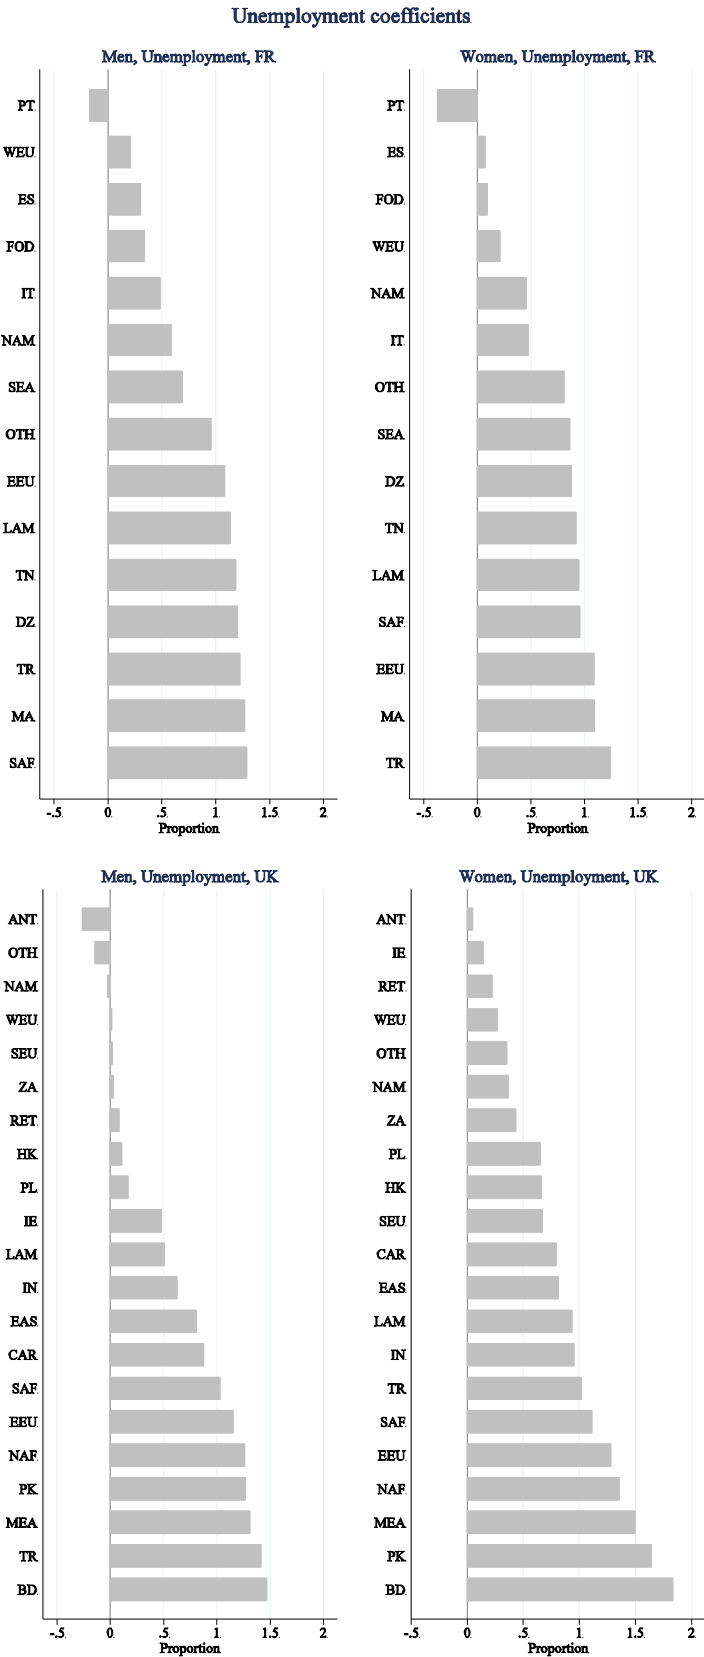 Unemployment coefficients
Men, Unemployment, FR
PT
WEU
ES
FOD
IT
NAM
SEA
OTH
EEU
LAM
TN
DZ
TR
MA
SAF
-.5 0 .5 1 1.5 2
Proportion
Women, Unemployment, FR
PT
ES
FOD
WEU
NAM
IT
OTH
SEA
DZ
TN
LAM
SAF
EEU
MA
TR
-.5 0 .5 1 1.5 2
Proportion
Men, Unemployment, UK
ANT
OTH
NAM
WEU
SEU
ZA
RET
HK
PL
IE
LAM
IN
EAS
CAR
SAF
EEU
NAF
PK
MEA
TR
BD
-.5 0 .5 1 1.5 2
Proportion
Women, Unemployment, UK
ANT
IE
RET
WEU
OTH
NAM
ZA
PL
HK
SEU
CAR
EAS
LAM
IN
TR
SAF
EEU
NAF
MEA
PK
BD
-.5 0 .5 1 1.5 2
Proportion